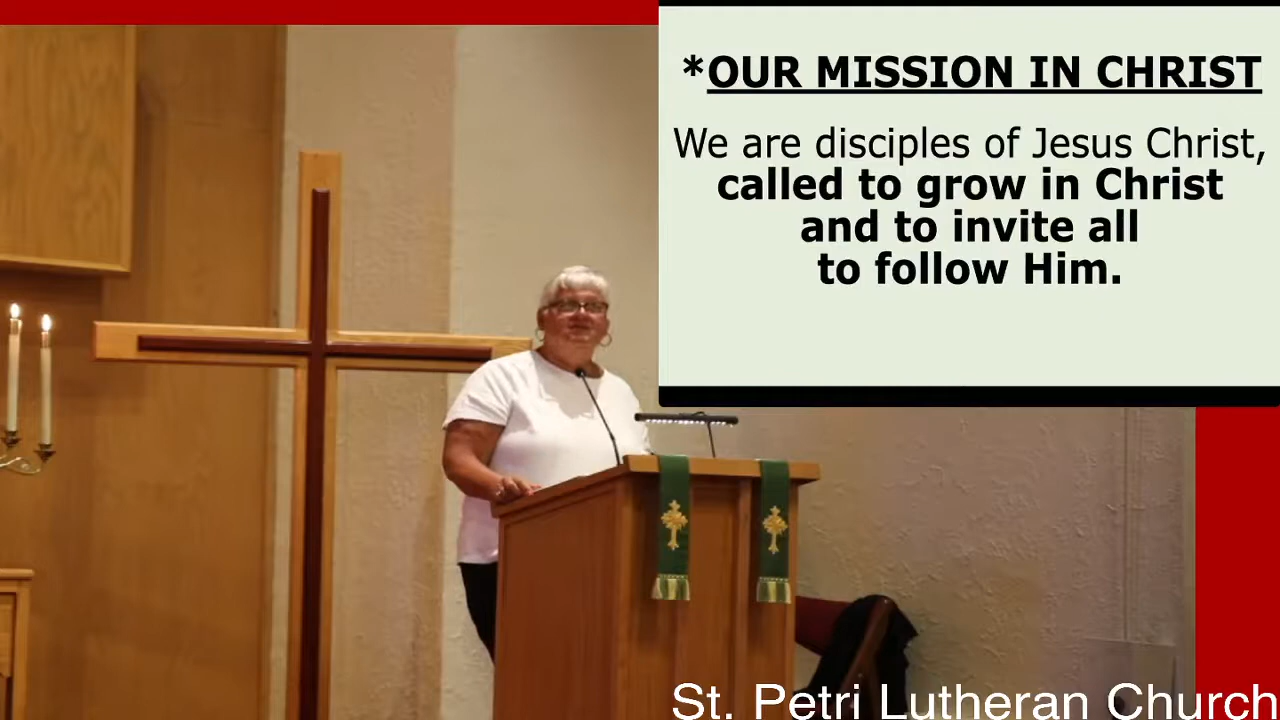 *OUR MISSION IN CHRIST
We are disciples of Jesus Christ,
called to grow in Christ
and to invite all
to follow Him.
St. Petri Lutheran Church